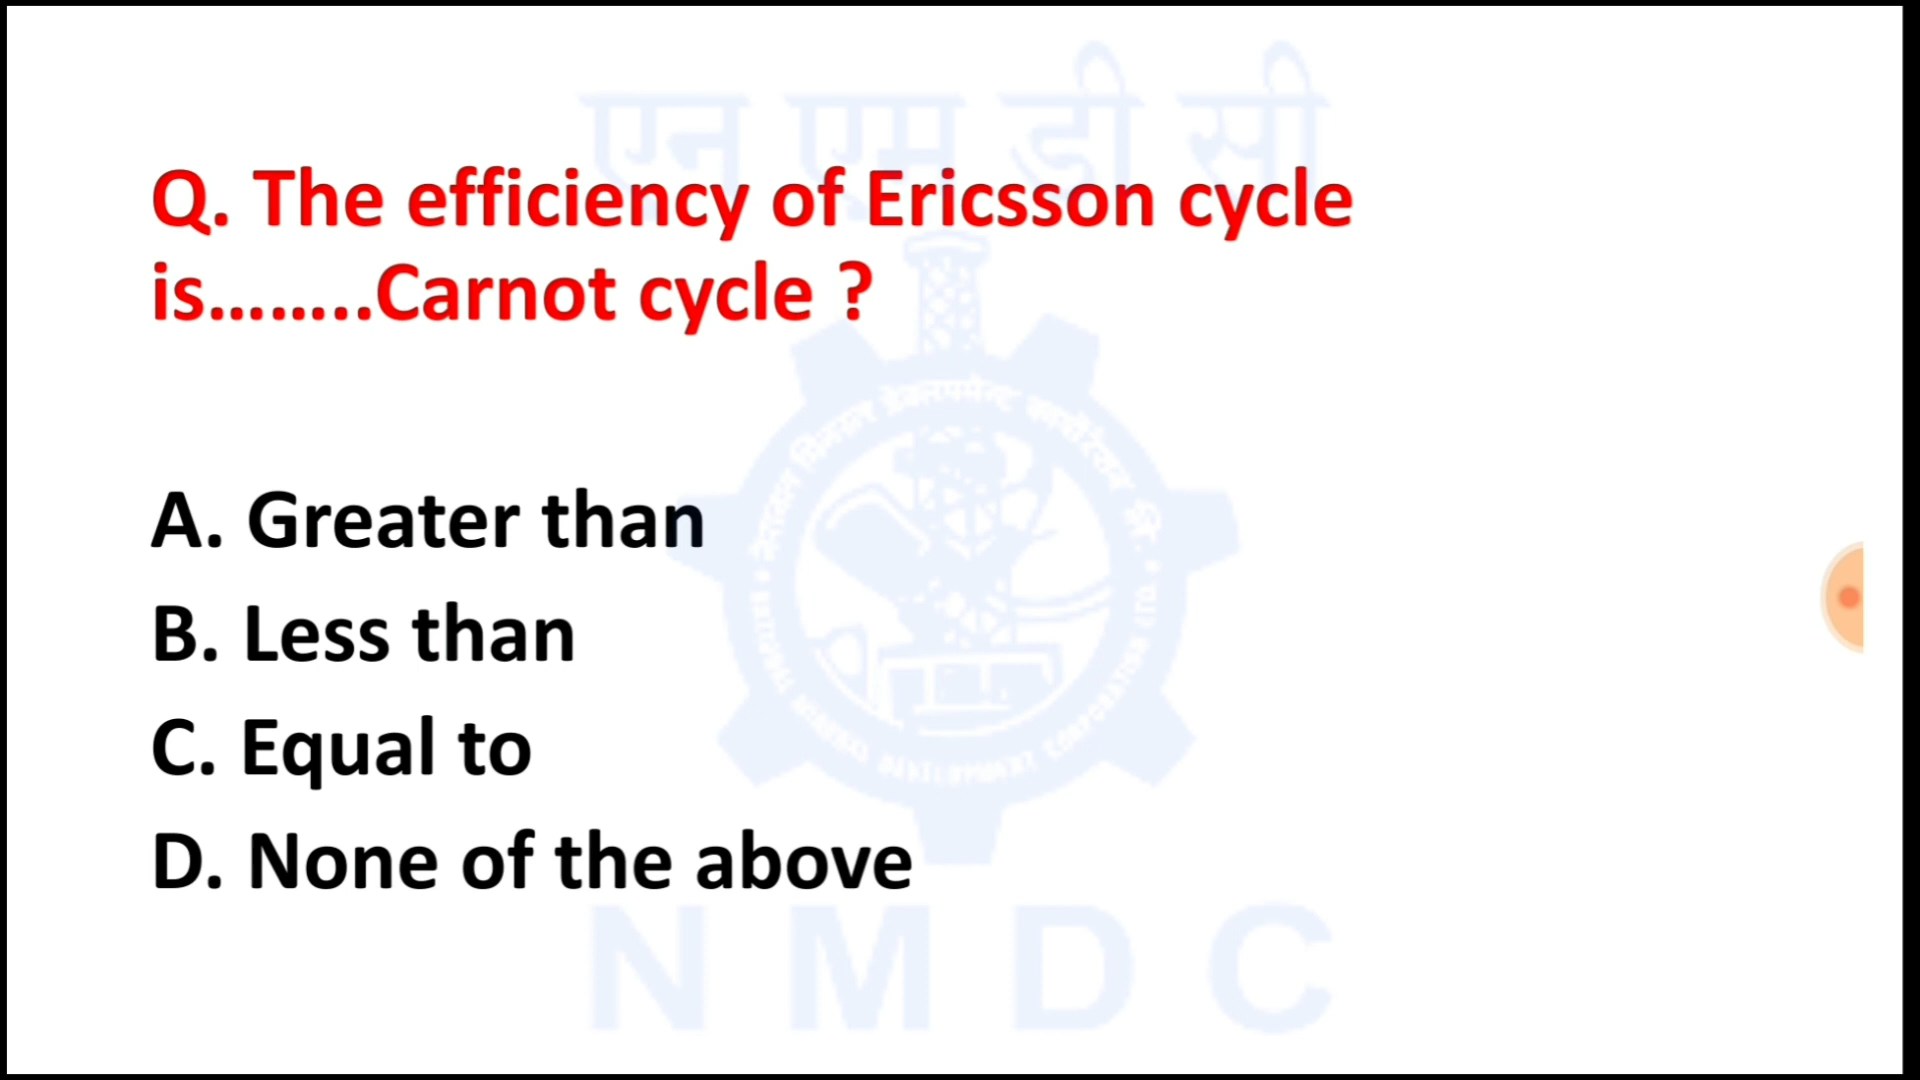 एन एम डी सी
Q. The efficiency of Ericsson cycle
is........Carnot cycle ?
A. Greater than
B. Less than
C. Equal to
D. None of the above
N M D C